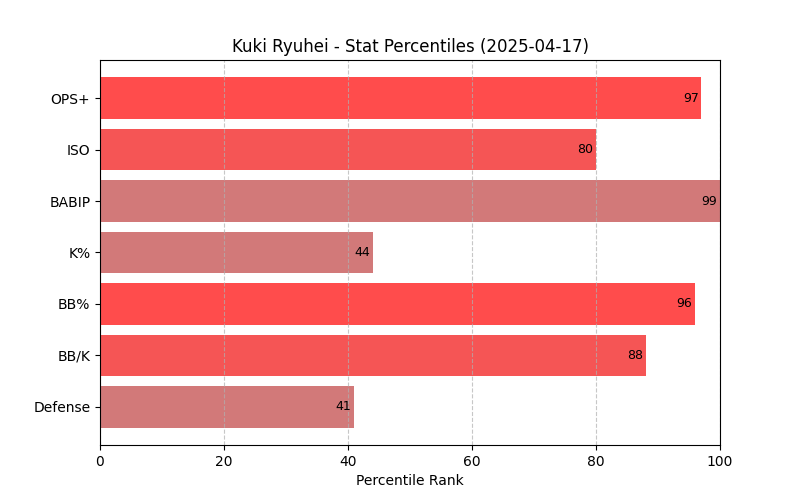 Kuki Ryuhei - Stat Percentiles (2025-04-17)
OPS+ 97
ISO 80
BABIP 99
K% 44
BB% 96
BB/K 88
Defense 41
0 20 40 60 80 100
Percentile Rank